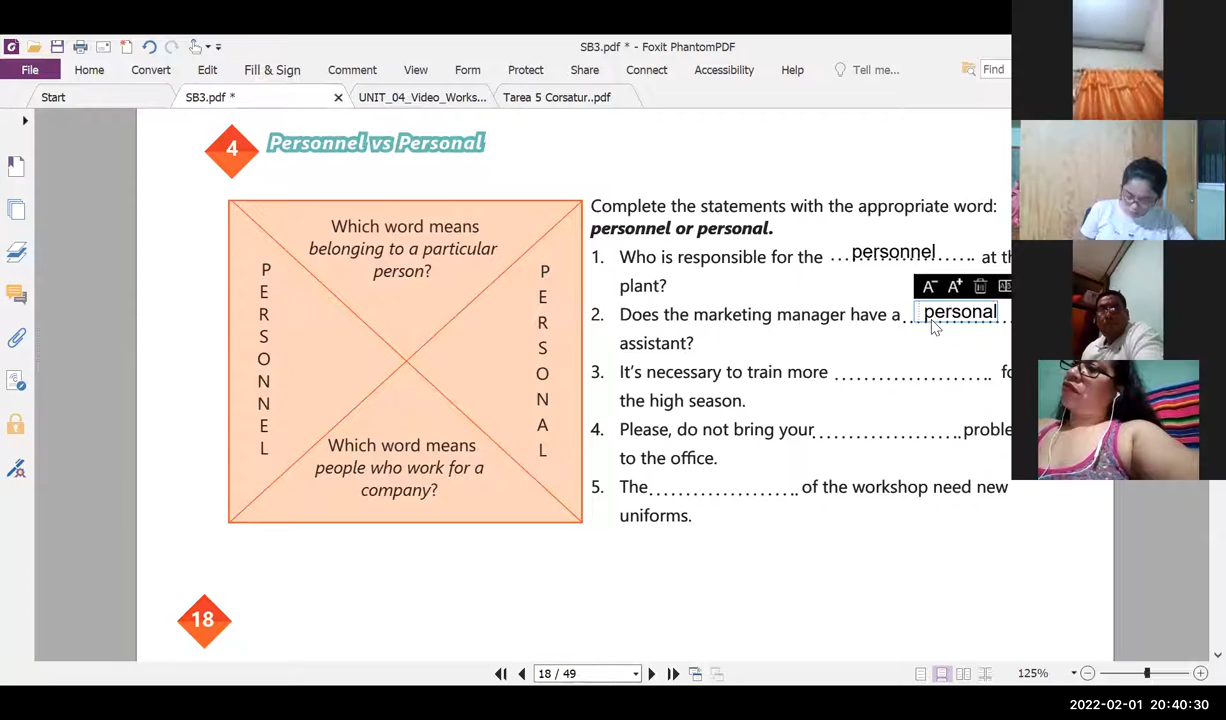 SB3.pdf * - Foxit PhantomPDF
File Home Convert Edit Fill & Sign Comment View Form Protect Share Connect Accessibility Help Tell me... Find
Start SB3.pdf * UNIT_04_Video_Works... Tarea 5 Corsatur..pdf
4 Personnel vs Personal
Which word means
belonging to a particular
person?
PERSONNEL
PERSONAL
Which word means
people who work for a
company?
Complete the statements with the appropriate word:
personnel or personal.
1. Who is responsible for the ...personnel..... at th
plant?
A- A+
2. Does the marketing manager have a personal
assistant?
3. It's necessary to train more ...................... fo
the high season.
4. Please, do not bring your..................... proble
to the office.
5. The..................... of the workshop need new
uniforms.
18
18 / 49
125%
2022-02-01 20:40:30